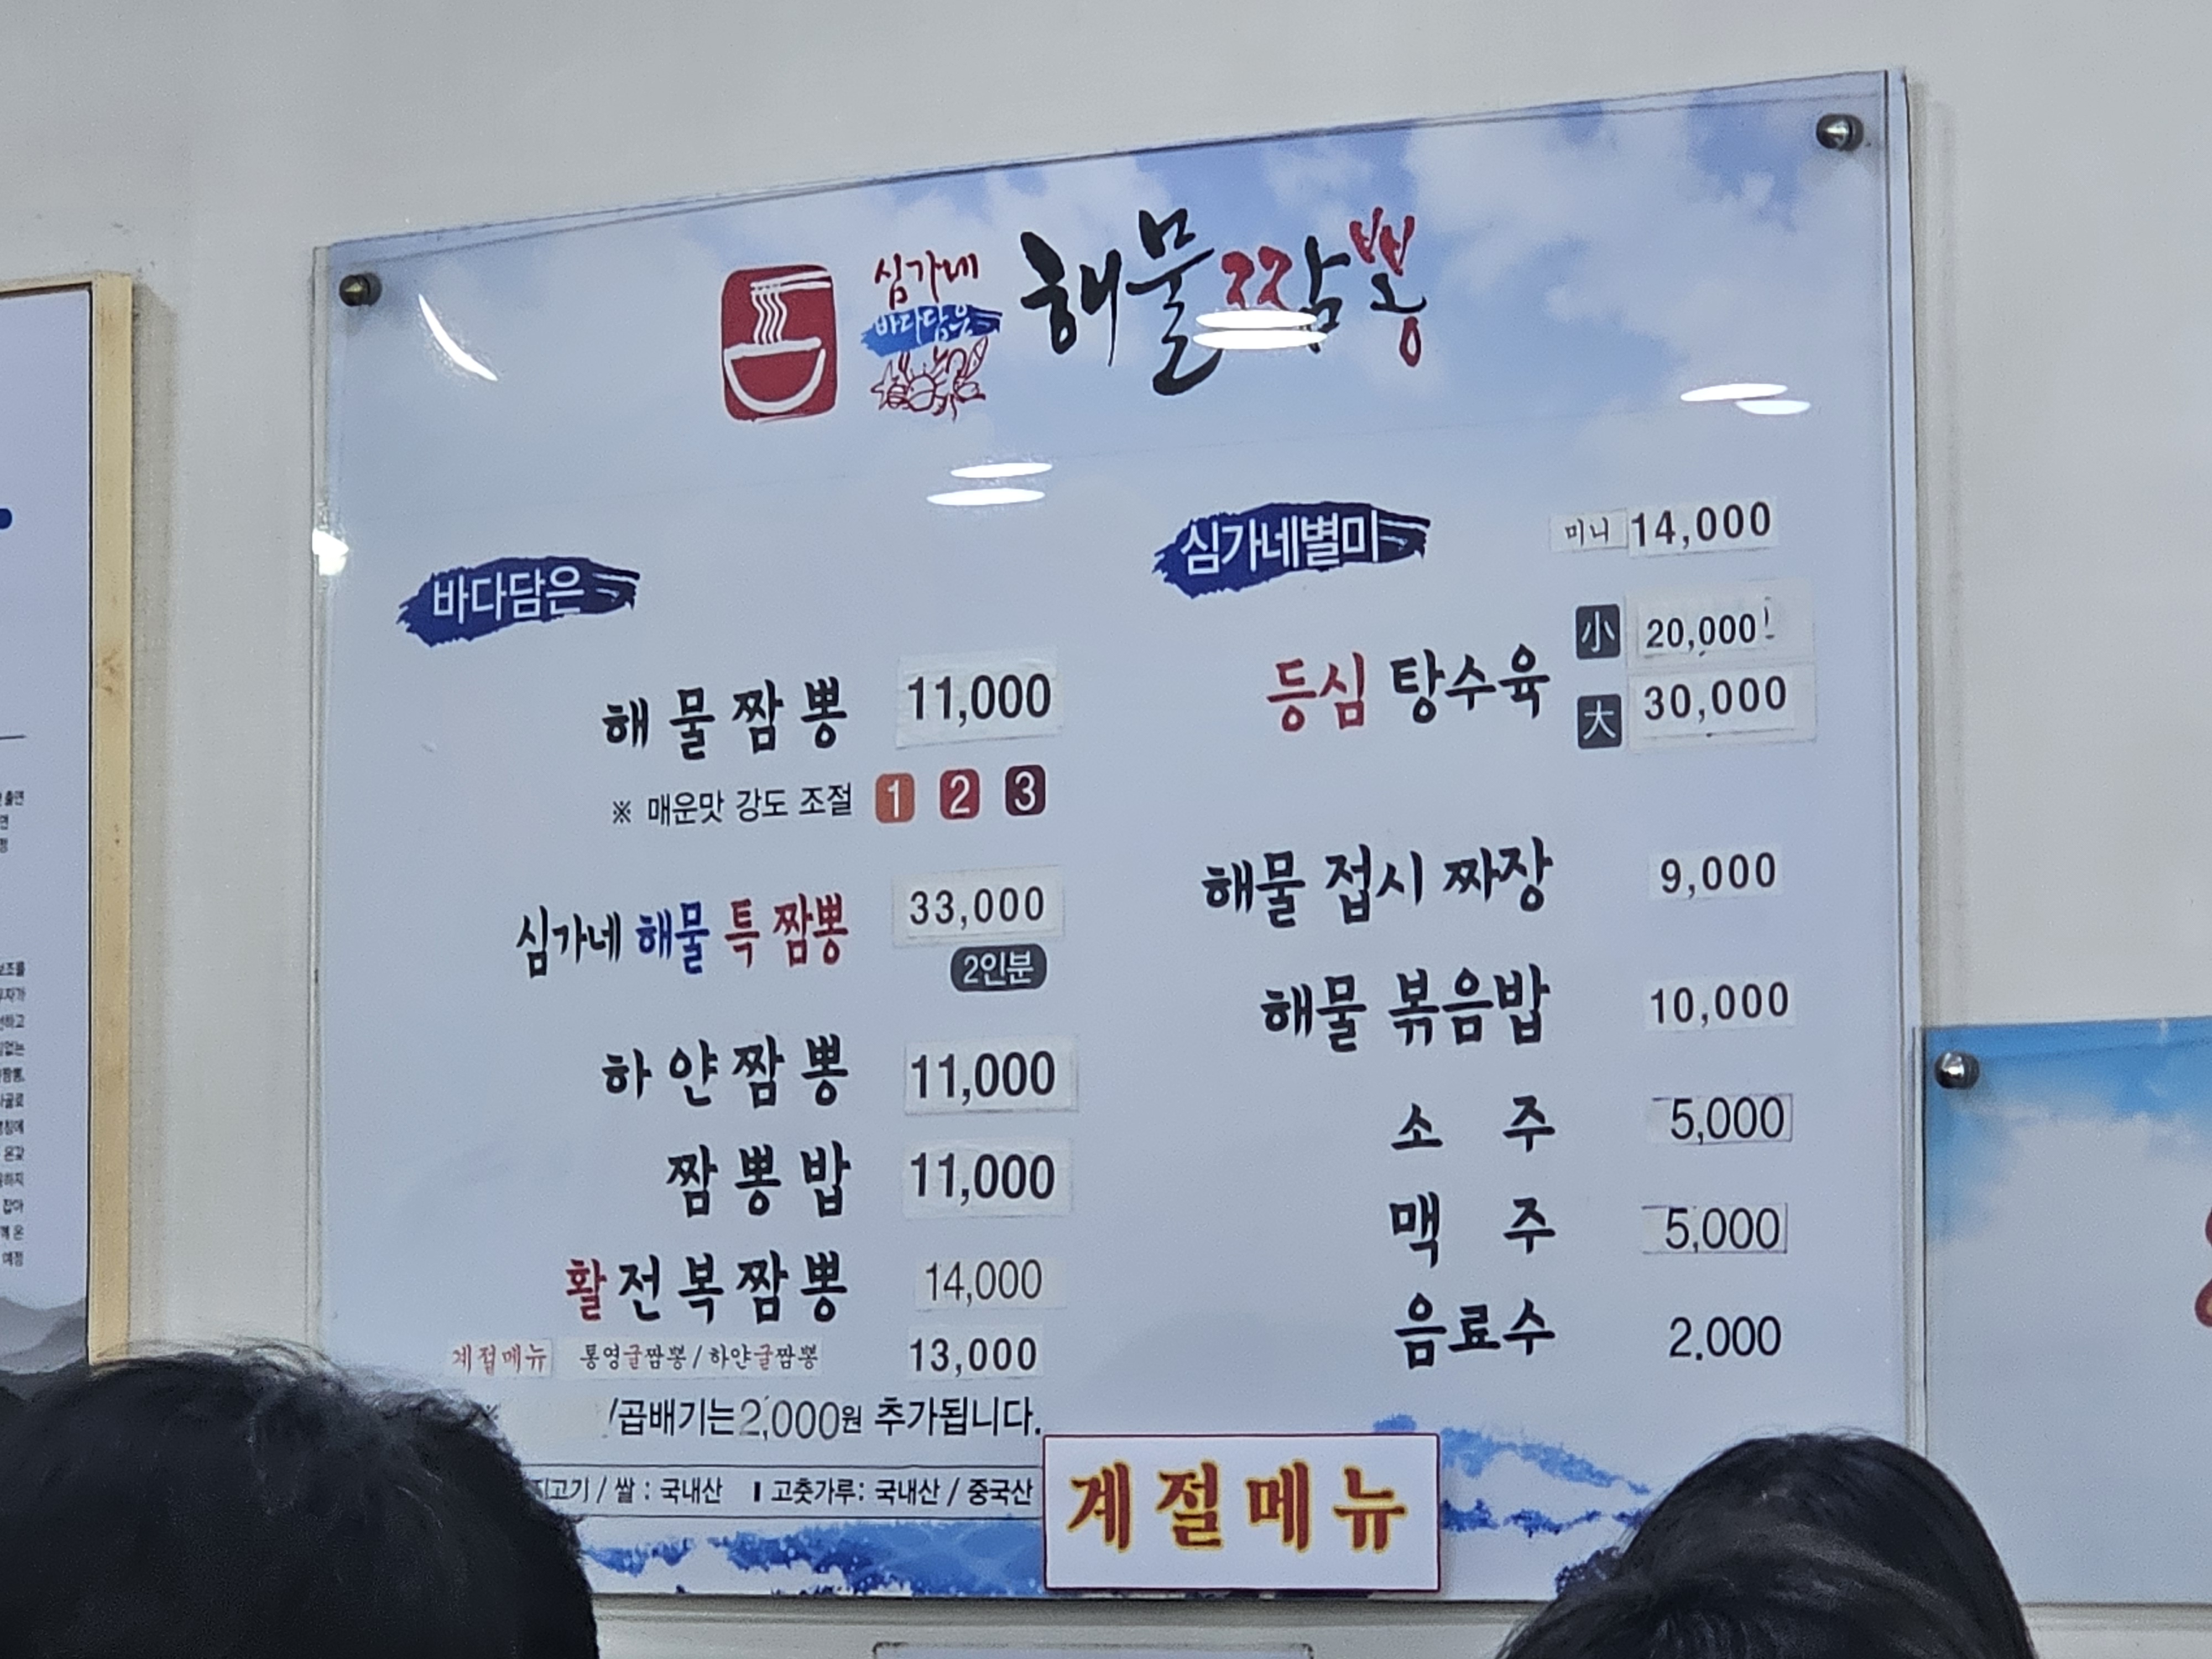 심가네
바다담은
해물짬뽕
바다담은
해물짬뽕 11,000
※ 매운맛 강도 조절 1 2 3
심가네 해물 특 짬뽕 33,000
2인분
하얀짬뽕 11,000
짬뽕밥 11,000
활전복짬뽕 14,000
계절메뉴 통영굴짬뽕 / 하얀굴짬뽕 13,000
※ /곱배기는 2,000원 추가됩니다.
고기 / 쌀 : 국내산 ㅣ 고춧가루: 국내산 / 중국산
심가네별미
미니 14,000
등심 탕수육
小 20,000
大 30,000
해물 접시 짜장 9,000
해물 볶음밥 10,000
소주 5,000
맥주 5,000
음료수 2.000
계절메뉴